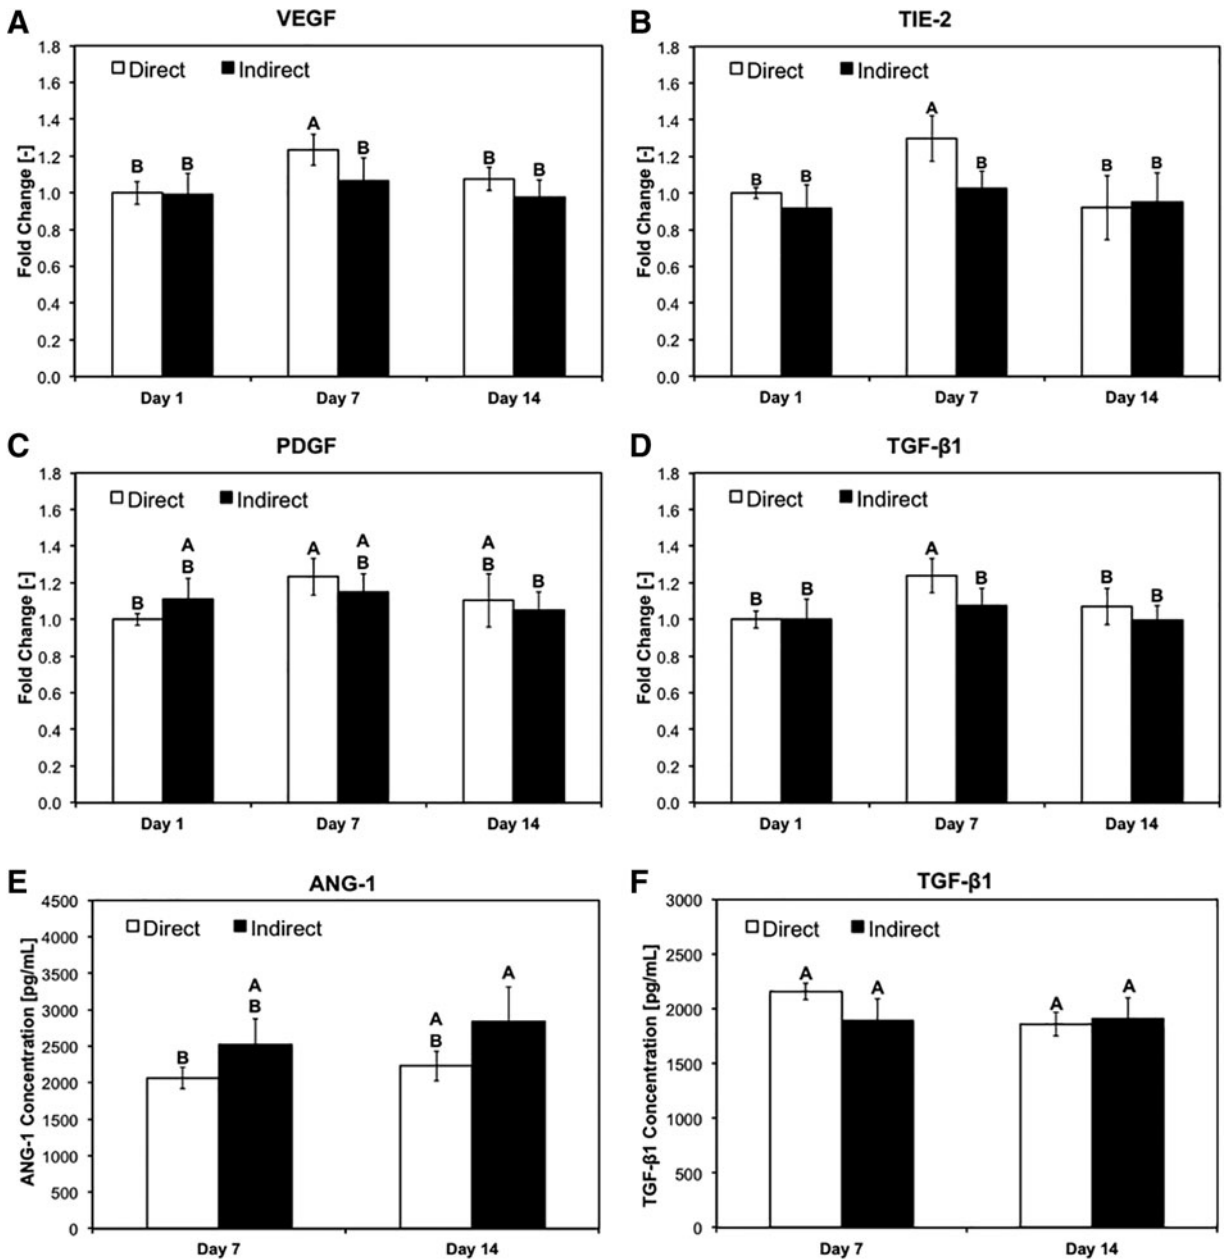 A
VEGF
Fold Change [-]
1.8
1.6
1.4
1.2
1.0
0.8
0.6
0.4
0.2
0.0
Direct Indirect
B B A B B B
Day 1 Day 7 Day 14
B
TIE-2
Fold Change [-]
1.8
1.6
1.4
1.2
1.0
0.8
0.6
0.4
0.2
0.0
Direct Indirect
B B A B B B
Day 1 Day 7 Day 14
C
PDGF
Fold Change [-]
1.8
1.6
1.4
1.2
1.0
0.8
0.6
0.4
0.2
0.0
Direct Indirect
A A A A
B B B B B
Day 1 Day 7 Day 14
D
TGF-β1
Fold Change [-]
1.8
1.6
1.4
1.2
1.0
0.8
0.6
0.4
0.2
0.0
Direct Indirect
B B A B B B
Day 1 Day 7 Day 14
E
ANG-1
ANG-1 Concentration [pg/mL]
4500
4000
3500
3000
2500
2000
1500
1000
500
0
Direct Indirect
A A A
B B B
Day 7 Day 14
F
TGF-β1
TGF-β1 Concentration [pg/mL]
3000
2500
2000
1500
1000
500
0
Direct Indirect
A A A A
Day 7 Day 14